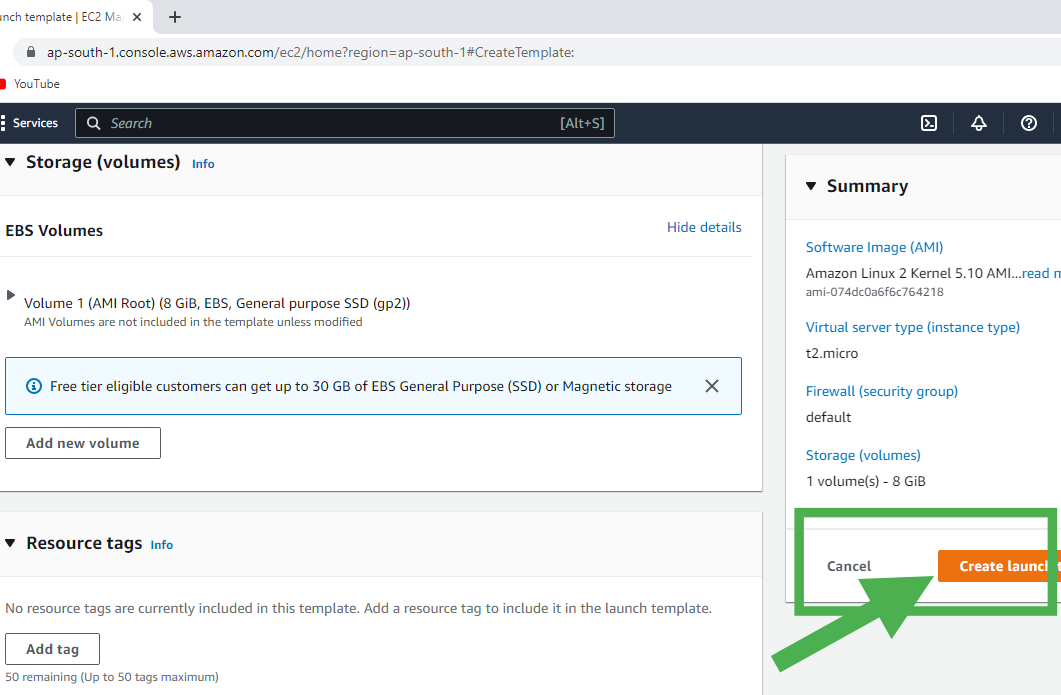 unch template | EC2 Ma
ap-south-1.console.aws.amazon.com/ec2/home?region=ap-south-1#CreateTemplate:
YouTube
Services
Search
[Alt+S]
Storage (volumes) Info
EBS Volumes
Hide details
Volume 1 (AMI Root) (8 GiB, EBS, General purpose SSD (gp2))
AMI Volumes are not included in the template unless modified
Free tier eligible customers can get up to 30 GB of EBS General Purpose (SSD) or Magnetic storage
Add new volume
Resource tags Info
No resource tags are currently included in this template. Add a resource tag to include it in the launch template.
Add tag
50 remaining (Up to 50 tags maximum)
Summary
Software Image (AMI)
Amazon Linux 2 Kernel 5.10 AMI...read m
ami-074dc0a6f6c764218
Virtual server type (instance type)
t2.micro
Firewall (security group)
default
Storage (volumes)
1 volume(s) - 8 GiB
Cancel
Create launch t